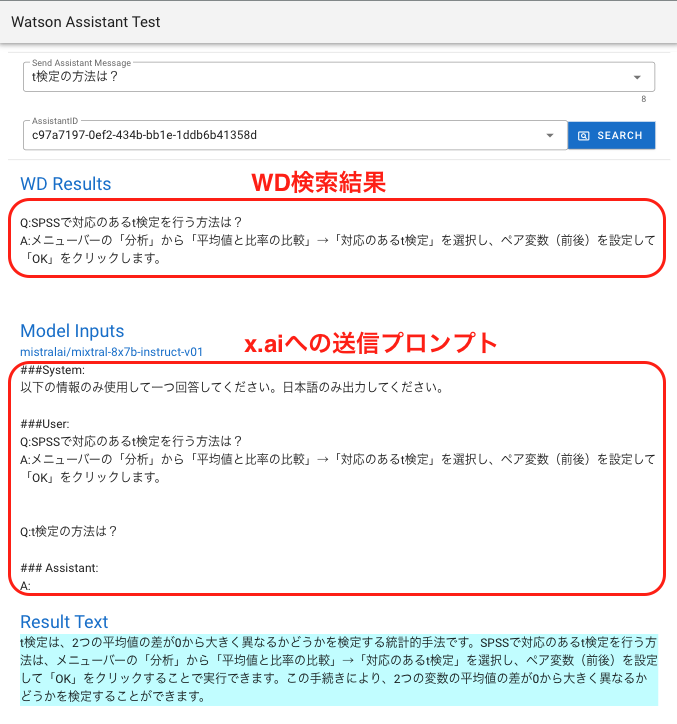 Watson Assistant Test
Send Assistant Message
t検定の方法は？
8
AssistantID
c97a7197-0ef2-434b-bb1e-1ddb6b41358d
SEARCH
WD Results
WD検索結果
Q:SPSSで対応のあるt検定を行う方法は？
A:メニューバーの「分析」から「平均値と比率の比較」→「対応のあるt検定」を選択し、ペア変数（前後）を設定して
「OK」をクリックします。
Model Inputs
x.aiへの送信プロンプト
mistralai/mixtral-8x7b-instruct-v01
###System:
以下の情報のみ使用して一つ回答してください。日本語のみ出力してください。
###User:
Q:SPSSで対応のあるt検定を行う方法は？
A:メニューバーの「分析」から「平均値と比率の比較」→「対応のあるt検定」を選択し、ペア変数（前後）を設定して
「OK」をクリックします。
Q:t検定の方法は？
### Assistant:
A:
Result Text
t検定は、2つの平均値の差が0から大きく異なるかどうかを検定する統計的手法です。SPSSで対応のあるt検定を行う方
法は、メニューバーの「分析」から「平均値と比率の比較」→「対応のあるt検定」を選択し、ペア変数（前後）を設定
して「OK」をクリックすることで実行できます。この手続きにより、2つの変数の平均値の差が0から大きく異なるか
どうかを検定することができます。